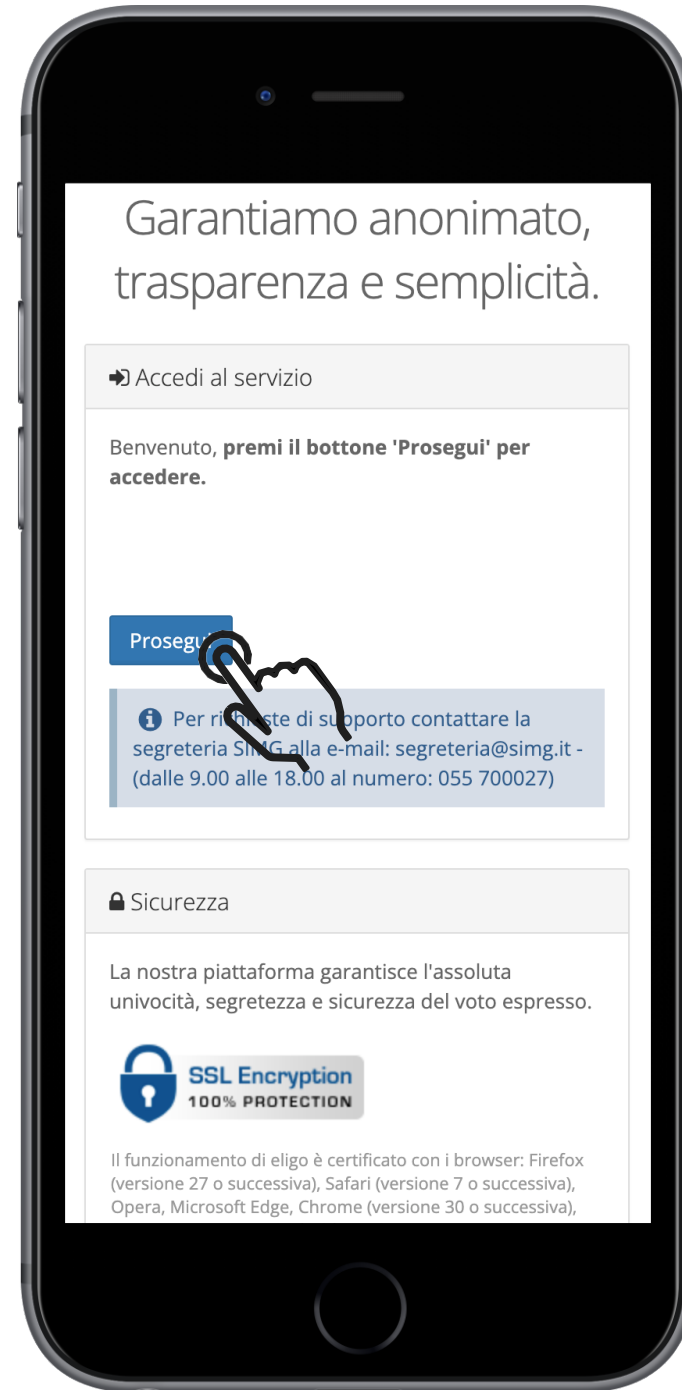 Garantiamo anonimato,
trasparenza e semplicità.
Accedi al servizio
Benvenuto, premi il bottone 'Prosegui' per
accedere.
Prosegui
Per richieste di supporto contattare la
segreteria SIMG alla e-mail: segreteria@simg.it -
(dalle 9.00 alle 18.00 al numero: 055 700027)
Sicurezza
La nostra piattaforma garantisce l'assoluta
univocità, segretezza e sicurezza del voto espresso.
SSL Encryption
100% PROTECTION
Il funzionamento di eligo è certificato con i browser: Firefox
(versione 27 o successiva), Safari (versione 7 o successiva),
Opera, Microsoft Edge, Chrome (versione 30 o successiva),